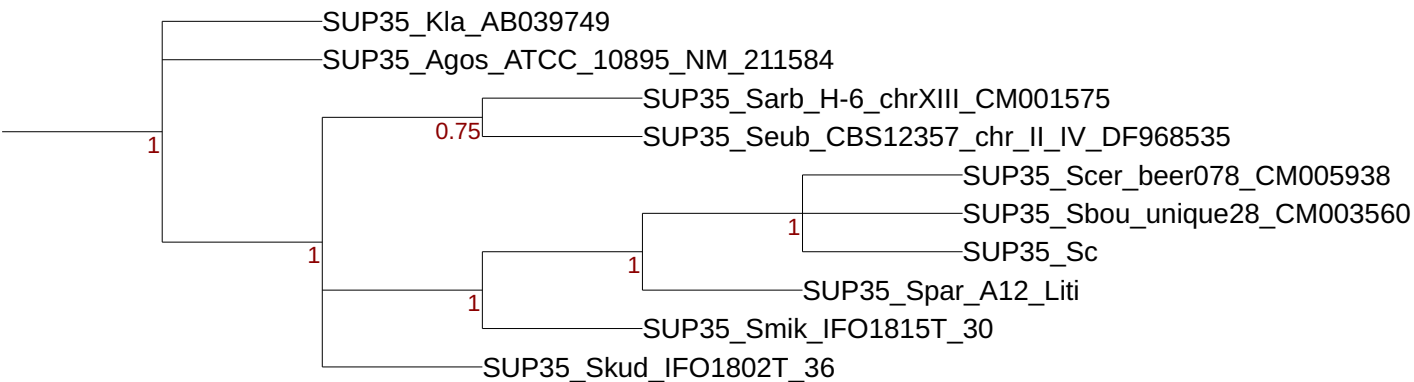 SUP35_Kla_AB039749
SUP35_Agos_ATCC_10895_NM_211584
SUP35_Sarb_H-6_chrXIII_CM001575
0.75
SUP35_Seub_CBS12357_chr_II_IV_DF968535
1
SUP35_Scer_beer078_CM005938
SUP35_Sbou_unique28_CM003560
1
SUP35_Sc
1
1
SUP35_Spar_A12_Liti
1
SUP35_Smik_IFO1815T_30
SUP35_Skud_IFO1802T_36